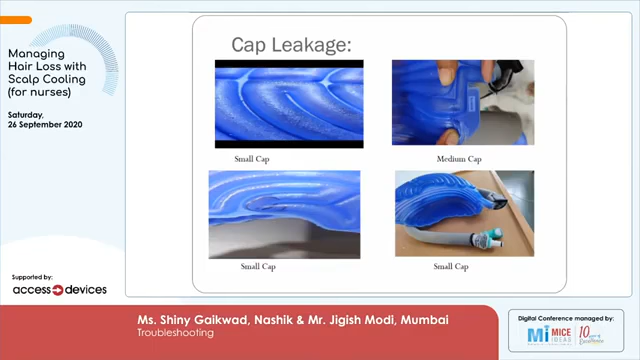 Managing
Hair Loss with
Scalp Cooling
(for nurses)
Saturday,
26 September 2020
Cap Leakage:
Small Cap
Medium Cap
Small Cap
Small Cap
Supported by:
access devices
Ms. Shiny Gaikwad, Nashik & Mr. Jigish Modi, Mumbai
Troubleshooting
Digital Conference managed by:
Mi MICE
IDEAS
10